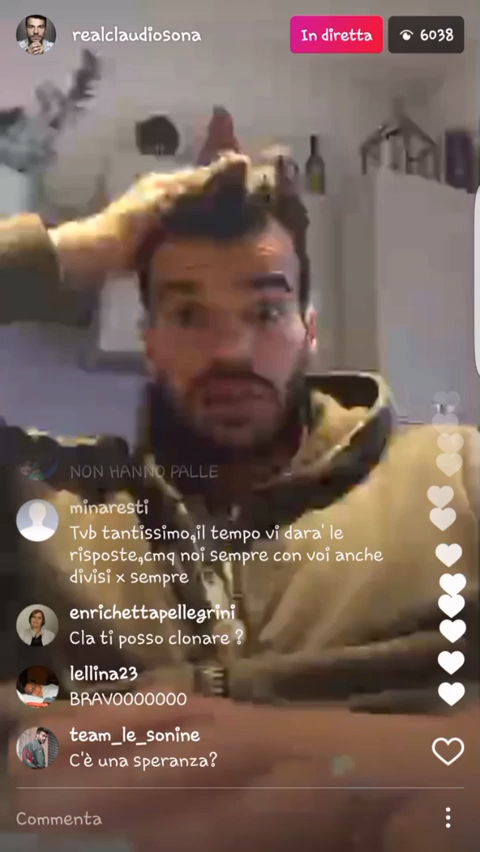 realclaudiosona
In diretta
6038
NON HANNO PALLE
minaresti
Tvb tantissimo,il tempo vi dara' le
risposte,cmq noi sempre con voi anche
divisi x sempre
enrichettapellegrini
Cla ti posso clonare ?
lellina23
BRAVOOOOOOO
team_le_sonine
C'è una speranza?
Commenta